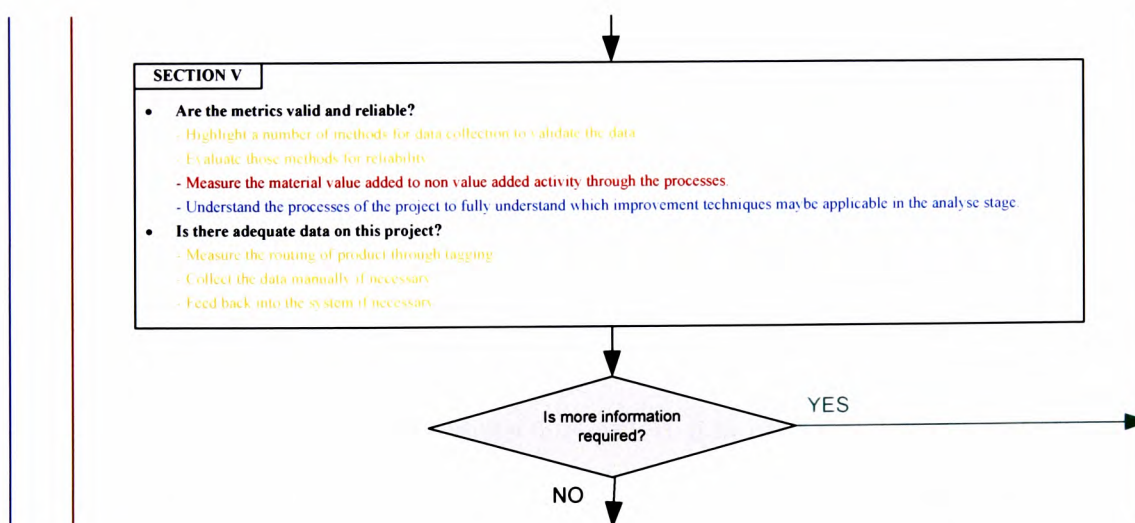 SECTION V
• Are the metrics valid and reliable?
- Highlight a number of methods for data collection to validate the data
- Evaluate those methods for reliability
- Measure the material value added to non value added activity through the processes.
- Understand the processes of the project to fully understand which improvement techniques maybe applicable in the analyse stage.
• Is there adequate data on this project?
- Measure the routing of product through tagging
- Collect the data manually if necessary
- Feed back into the system if necessary
Is more information
required?
YES
NO